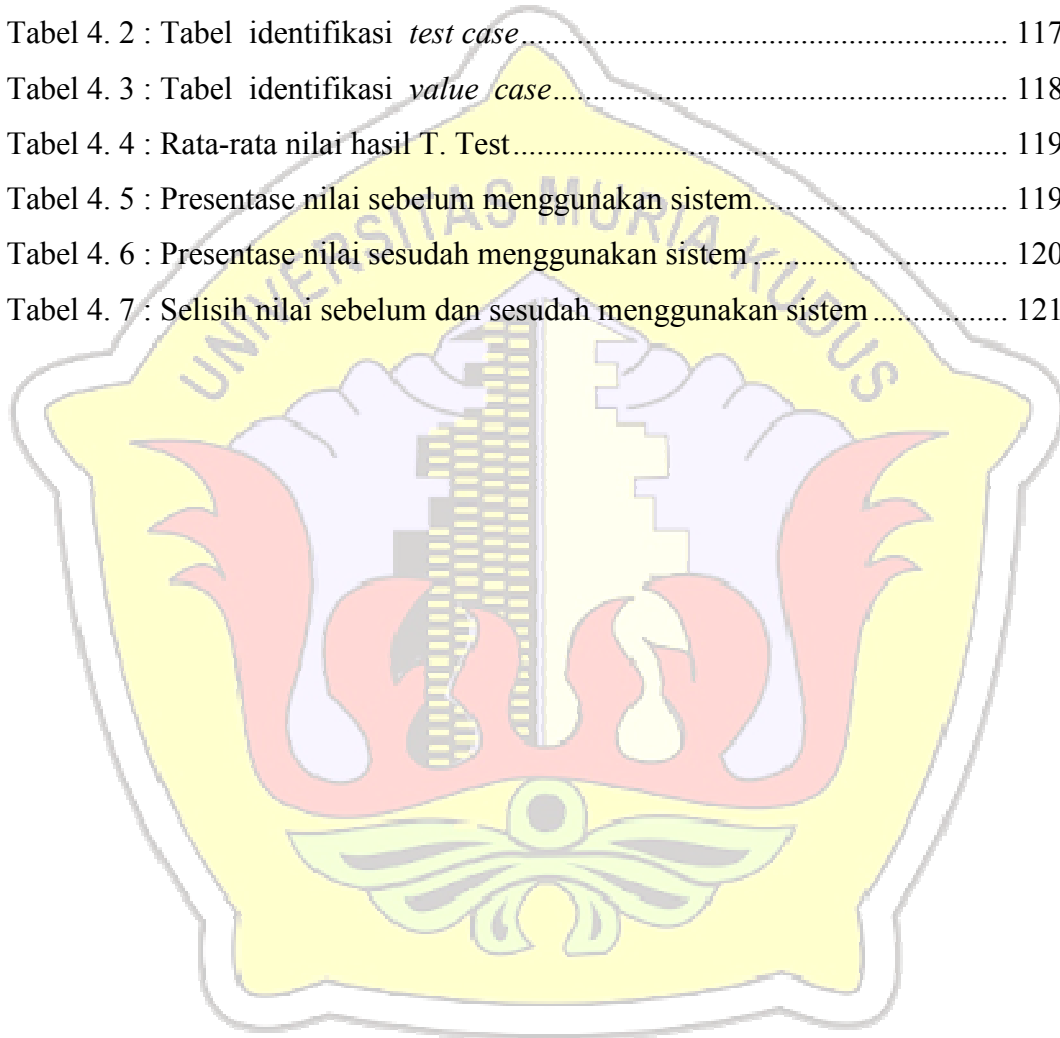 Tabel 4. 2 : Tabel identifikasi test case.......................................................................... 117
Tabel 4. 3 : Tabel identifikasi value case..................................................................... 118
Tabel 4. 4 : Rata-rata nilai hasil T. Test........................................................................... 119
Tabel 4. 5 : Presentase nilai sebelum menggunakan sistem....................................... 119
Tabel 4. 6 : Presentase nilai sesudah menggunakan sistem....................................... 120
Tabel 4. 7 : Selisih nilai sebelum dan sesudah menggunakan sistem.................... 121
UNIVERSITAS MURIA KUDUS